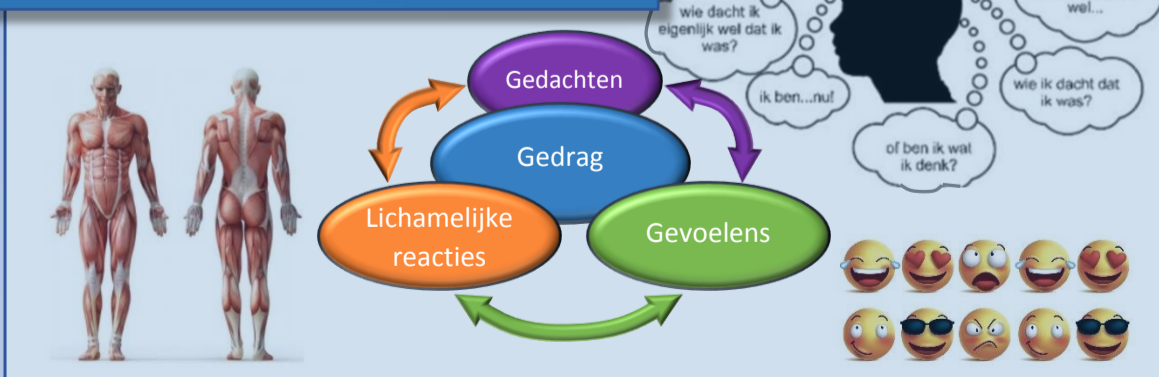 wel...
wie dacht ik
eigenlijk wel dat ik
was?
Gedachten
wie ik dacht dat
ik was?
ik ben...nu!
of ben ik wat
ik denk?
Gedrag
Lichamelijke
reacties
Gevoelens